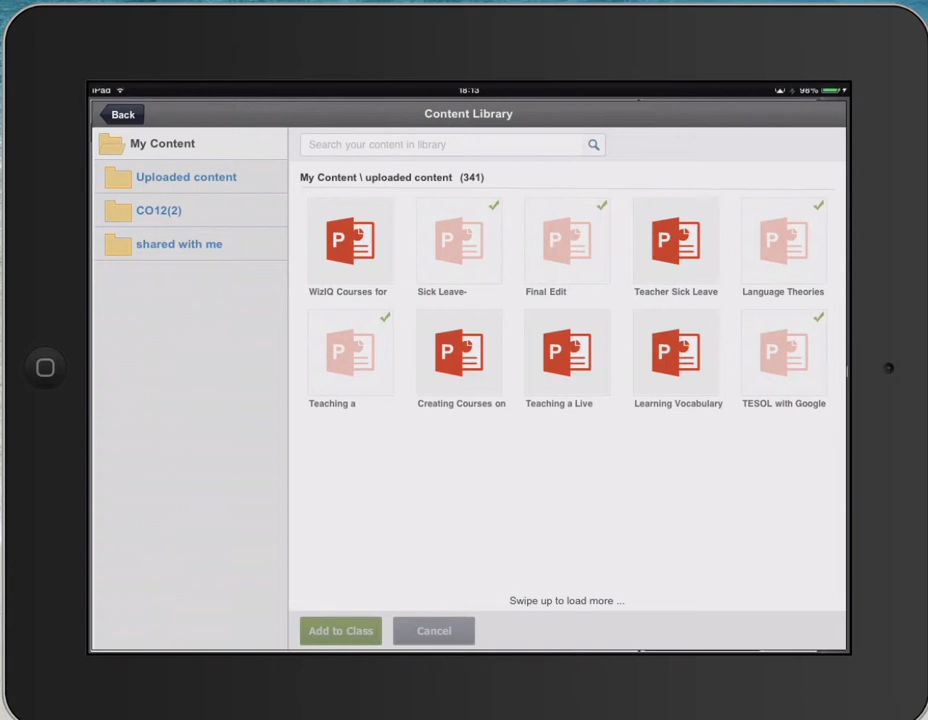 iPad
18:13
98%
Back
Content Library
My Content
Uploaded content
CO12(2)
shared with me
Search your content in library
My Content \ uploaded content (341)
P P P P P
WizIQ Courses for
Sick Leave-
Final Edit
Teacher Sick Leave
Language Theories
P P P P P
Teaching a
Creating Courses on
Teaching a Live
Learning Vocabulary
TESOL with Google
Swipe up to load more ...
Add to Class
Cancel